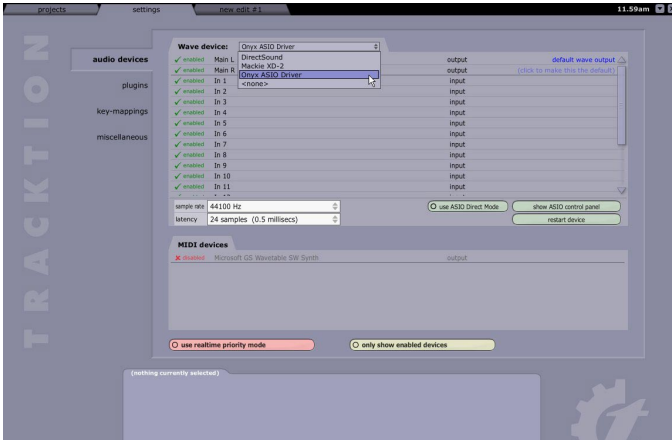 projects
settings
new edit #1
11.59am
TRACKTION
audio devices
plugins
key-mappings
miscellaneous
Wave device:
Onyx ASIO Driver
DirectSound
Mackie XD-2
Onyx ASIO Driver
<none>
enabled Main L output default wave output
enabled Main R output (click to make this the default)
enabled In 1 input
enabled In 2 input
enabled In 3 input
enabled In 4 input
enabled In 5 input
enabled In 6 input
enabled In 7 input
enabled In 8 input
enabled In 9 input
enabled In 10 input
enabled In 11 input
sample rate 44100 Hz
use ASIO Direct Mode
show ASIO control panel
latency 24 samples (0.5 millisecs)
restart device
MIDI devices
disabled Microsoft GS Wavetable SW Synth output
use realtime priority mode
only show enabled devices
(nothing currently selected)